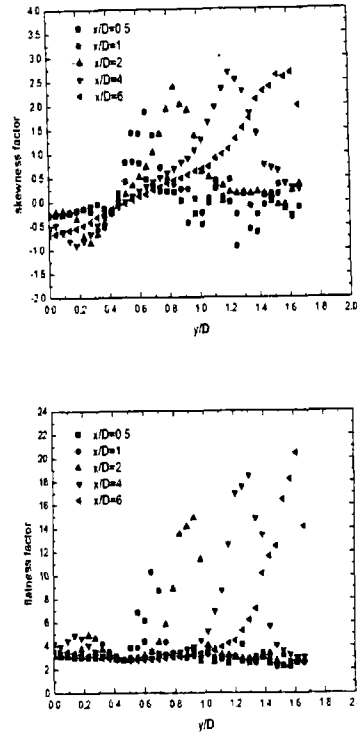 4.0
3.5
3.0
2.5
2.0
1.5
1.0
0.5
0.0
-0.5
-1.0
-1.5
-2.0
skewness factor
x/D=0.5
x/D=1
x/D=2
x/D=4
x/D=6
0.0 0.2 0.4 0.6 0.8 1.0 1.2 1.4 1.6 1.8 2.0
y/D
24
22
20
18
16
14
12
10
8
6
4
2
0
flatness factor
x/D=0.5
x/D=1
x/D=2
x/D=4
x/D=6
0.0 0.2 0.4 0.6 0.8 1.0 1.2 1.4 1.6 1.8 2.0
y/D